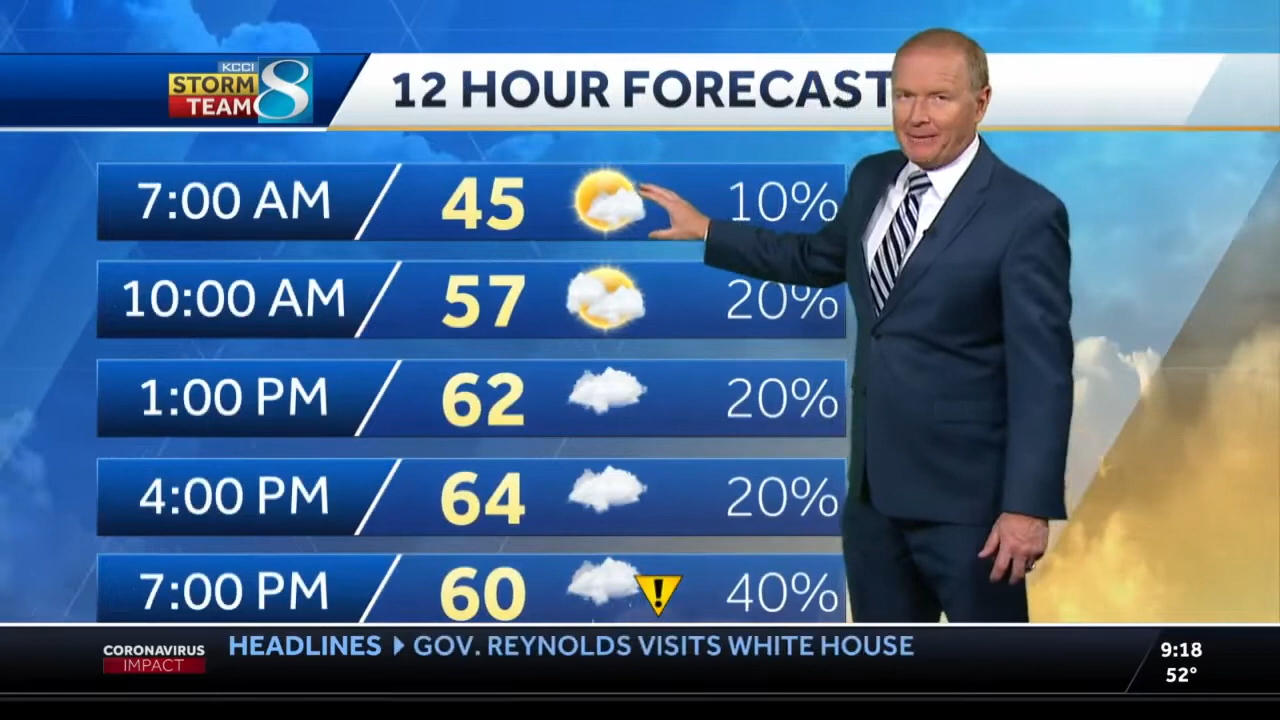 KCCI
STORM
TEAM 8
12 HOUR FORECAST
7:00 AM 45 10%
10:00 AM 57 20%
1:00 PM 62 20%
4:00 PM 64 20%
7:00 PM 60 ! 40%
CORONAVIRUS
IMPACT
HEADLINES GOV. REYNOLDS VISITS WHITE HOUSE
9:18
52°